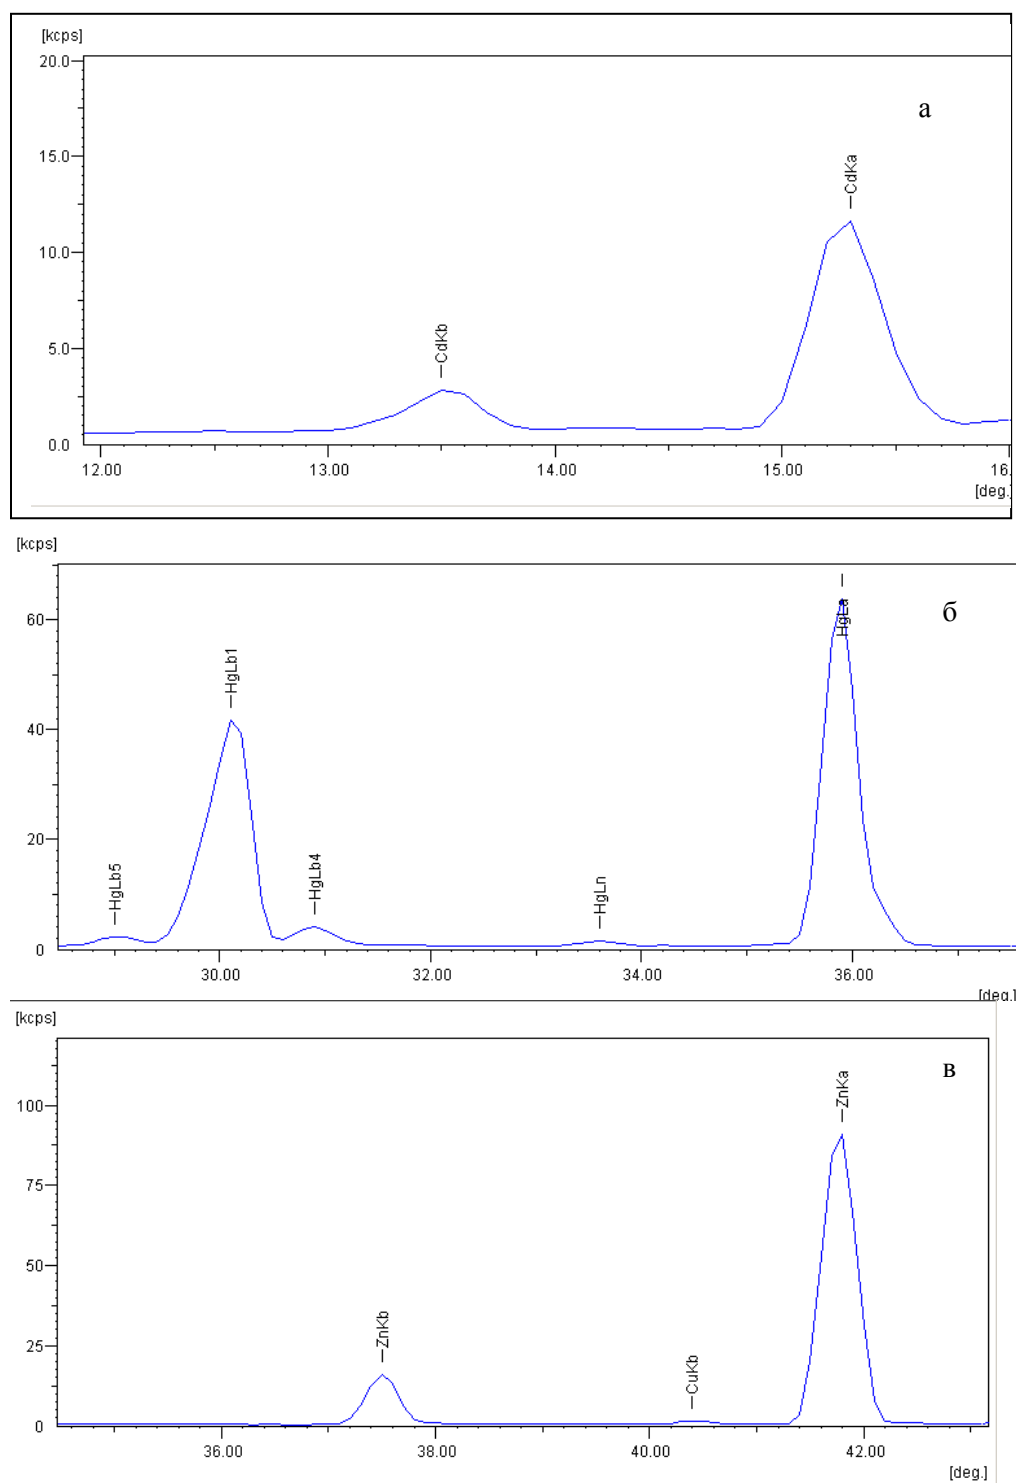 [kcps]
20.0
а
CdKa
15.0
10.0
CdKb
5.0
0.0
12.00 13.00 14.00 15.00 16.
[deg.]
[kcps]
HgLa
60
б
HgLb1
40
20
HgLb5
HgLb4
HgLn
0
30.00 32.00 34.00 36.00
[deg.]
[kcps]
в
ZnKa
100
75
50
ZnKb
25
CuKb
0
36.00 38.00 40.00 42.00
[deg.]